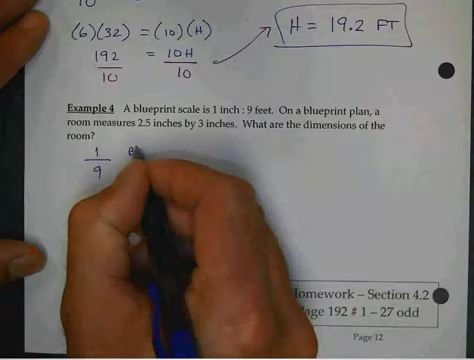 10
(6)(32) = (10)(H)
192 = 10H
10 10
H = 19.2 FT
Example 4 A blueprint scale is 1 inch : 9 feet. On a blueprint plan, a
room measures 2.5 inches by 3 inches. What are the dimensions of the
room?
1
9
Homework – Section 4.2
Page 192 # 1 – 27 odd
Page 12